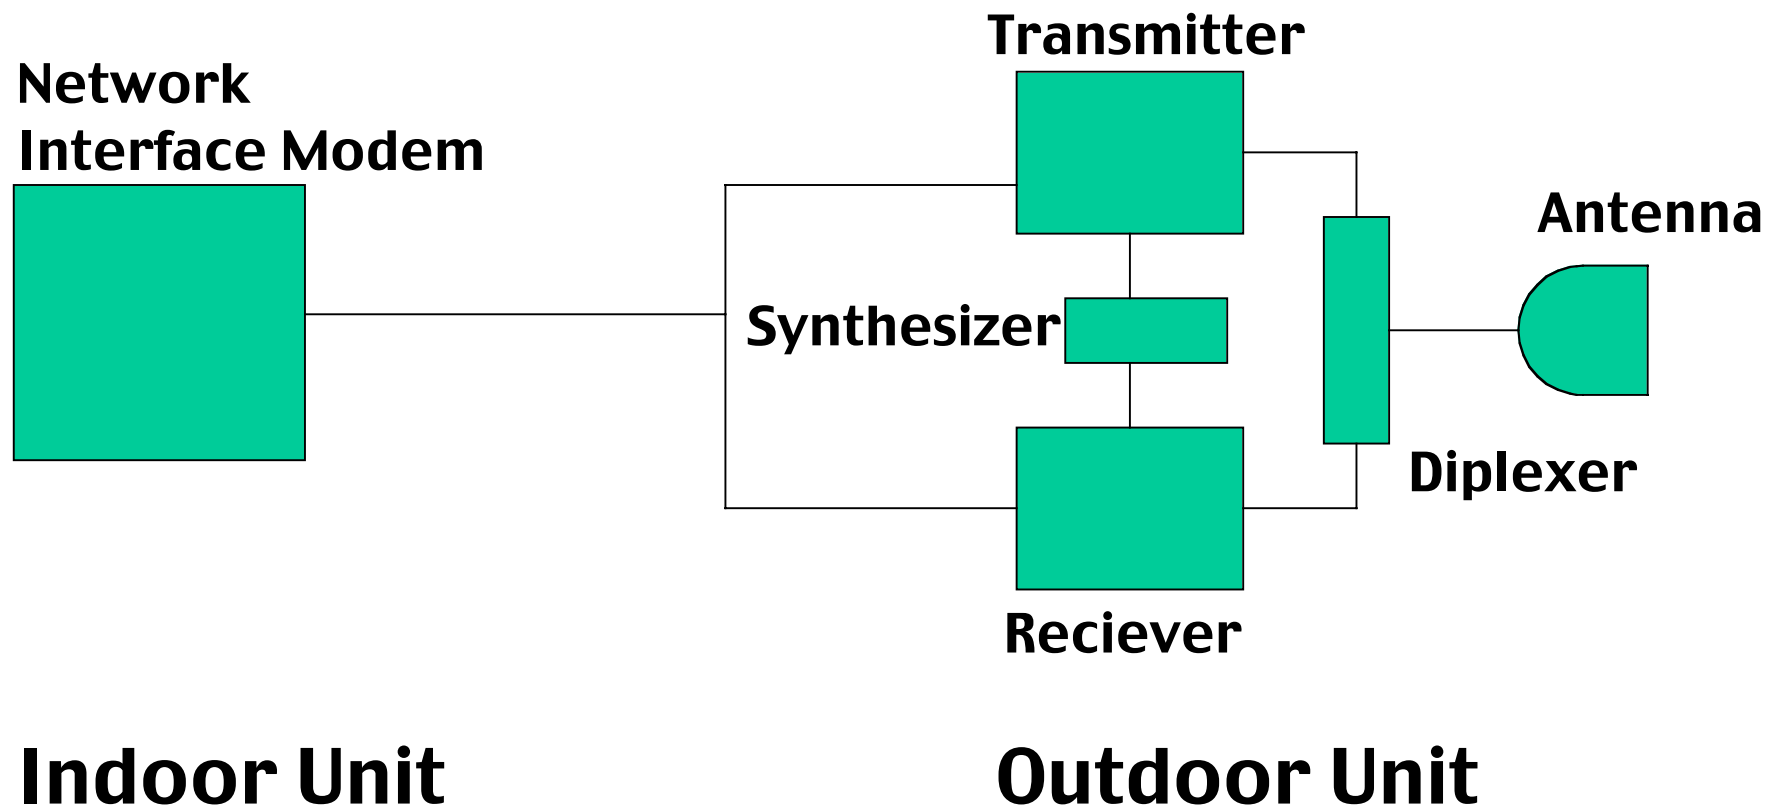 Transmitter
Network
Interface Modem
Antenna
Synthesizer
Diplexer
Reciever
Indoor Unit
Outdoor Unit